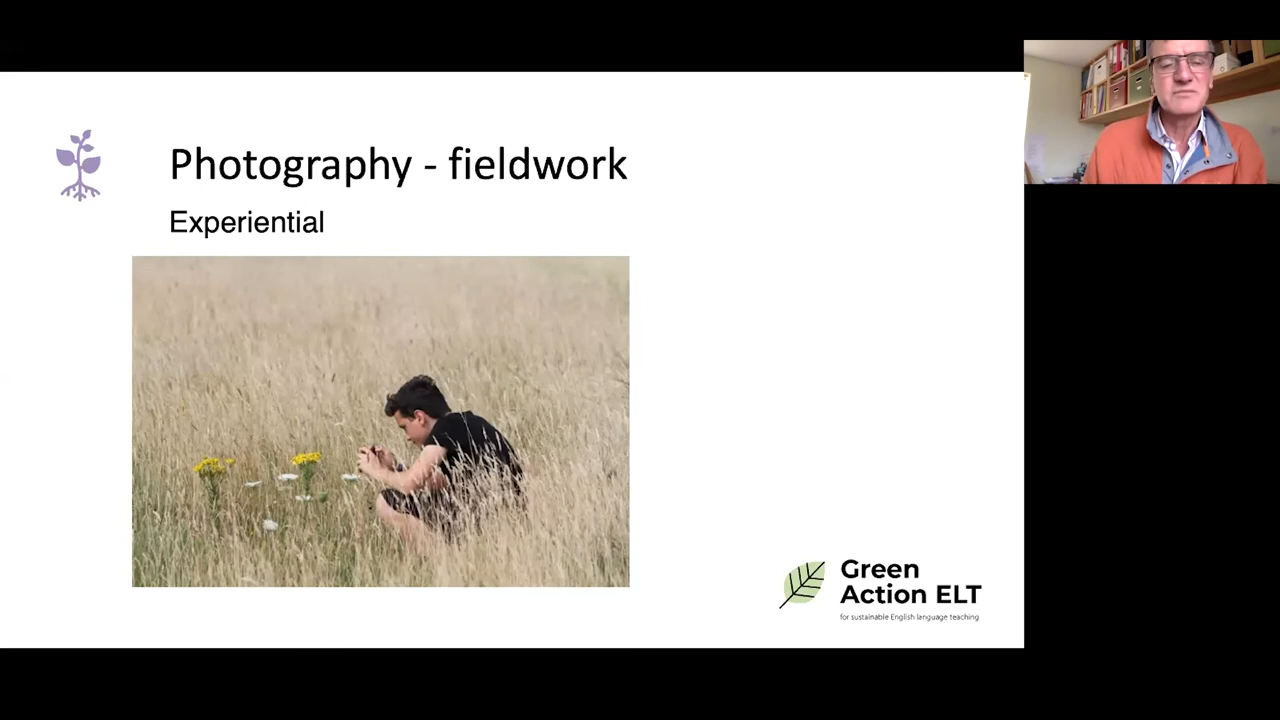 Photography - fieldwork
Experiential
Green
Action ELT
for sustainable English language teaching